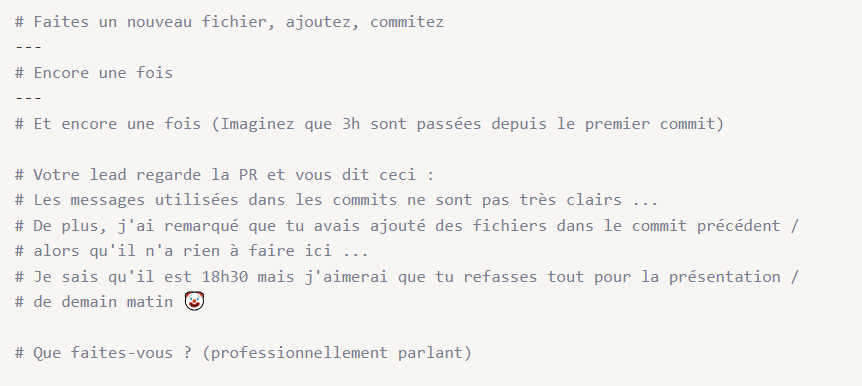 # Faites un nouveau fichier, ajoutez, commitez
---
# Encore une fois
---
# Et encore une fois (Imaginez que 3h sont passées depuis le premier commit)
# Votre lead regarde la PR et vous dit ceci :
# Les messages utilisées dans les commits ne sont pas très clairs ...
# De plus, j'ai remarqué que tu avais ajouté des fichiers dans le commit précédent /
# alors qu'il n'a rien à faire ici ...
# Je sais qu'il est 18h30 mais j'aimerai que tu refasses tout pour la présentation /
# de demain matin 🤡
# Que faites-vous ? (professionnellement parlant)